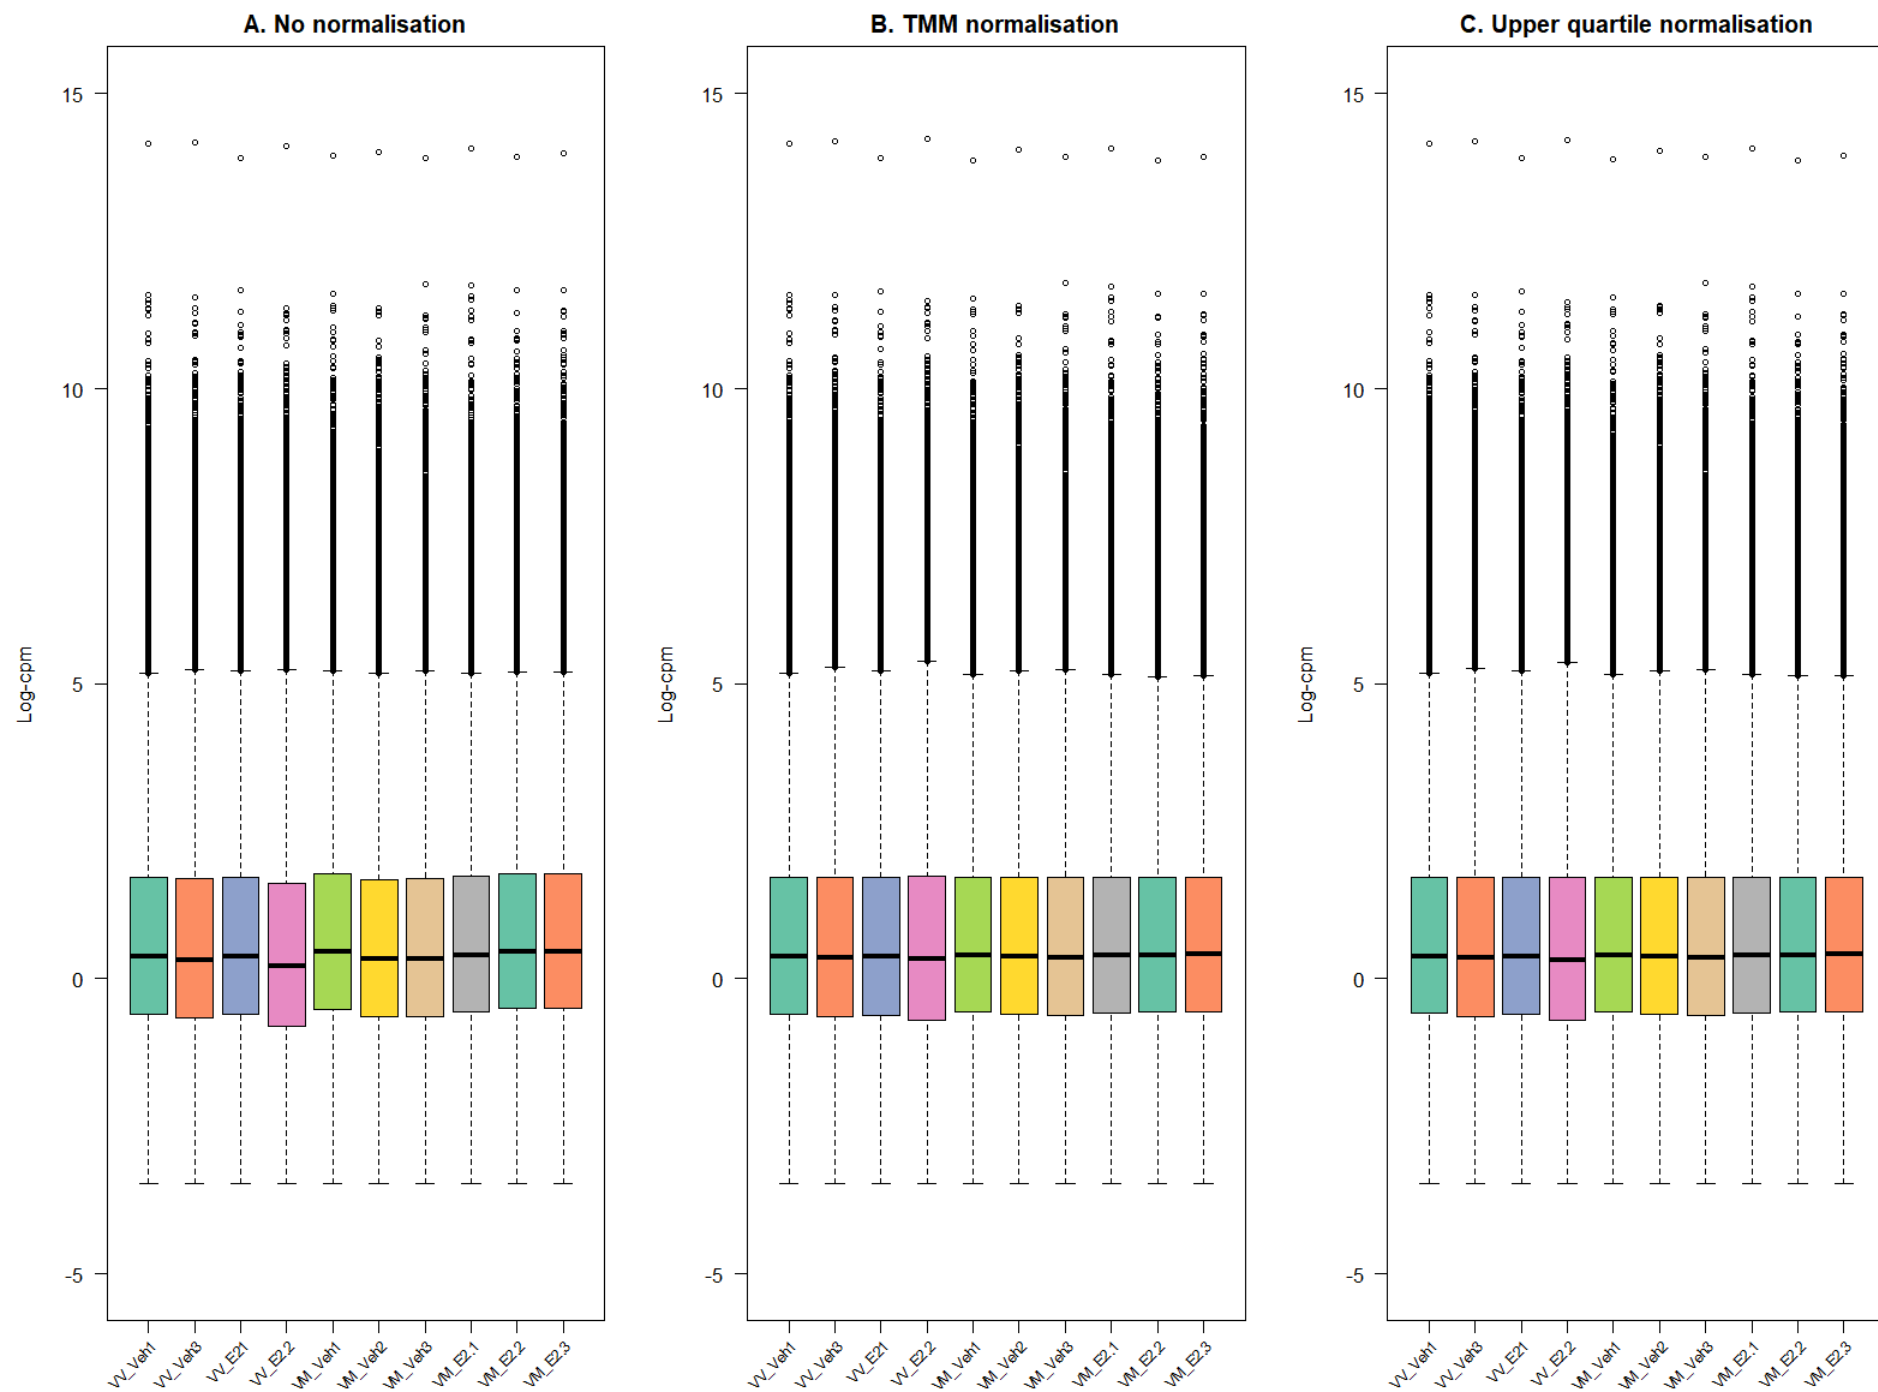 A. No normalisation
B. TMM normalisation
C. Upper quartile normalisation
Log-cpm
15
10
5
0
-5
VV_Veh1
VV_Veh3
VV_E21
VV_E2.2
VM_Veh1
VM_Veh2
VM_Veh3
VM_E2.1
VM_E2.2
VM_E2.3
Log-cpm
15
10
5
0
-5
VV_Veh1
VV_Veh3
VV_E21
VV_E2.2
VM_Veh1
VM_Veh2
VM_Veh3
VM_E2.1
VM_E2.2
VM_E2.3
Log-cpm
15
10
5
0
-5
VV_Veh1
VV_Veh3
VV_E21
VV_E2.2
VM_Veh1
VM_Veh2
VM_Veh3
VM_E2.1
VM_E2.2
VM_E2.3